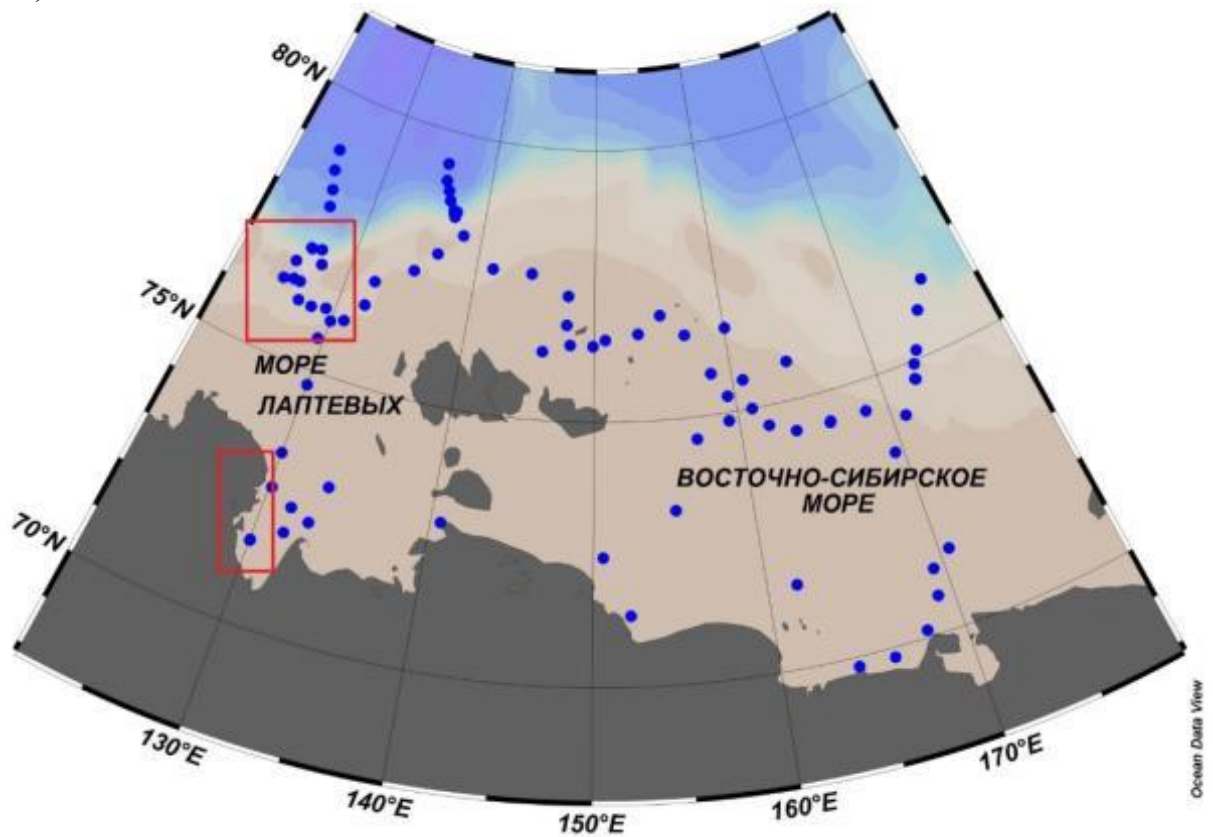 80°N
75°N
МОРЕ
ЛАПТЕВЫХ
ВОСТОЧНО-СИБИРСКОЕ
МОРЕ
70°N
130°E
140°E
150°E
160°E
170°E
Ocean Data View